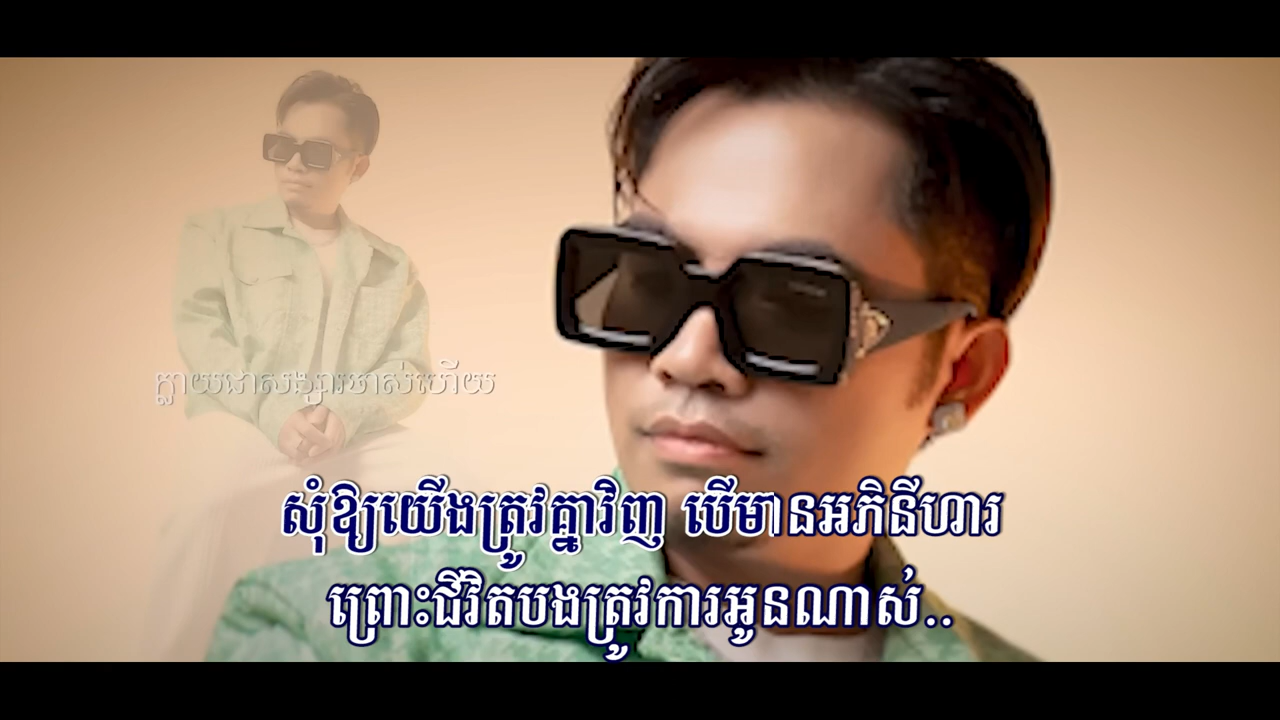 ក្លាយជាសង្សារចាស់ហើយ
សុំឱ្យយើងត្រូវគ្នាវិញ បើមានអភិនីហារ
ព្រោះជីវិតបងត្រូវការអូនណាស់..